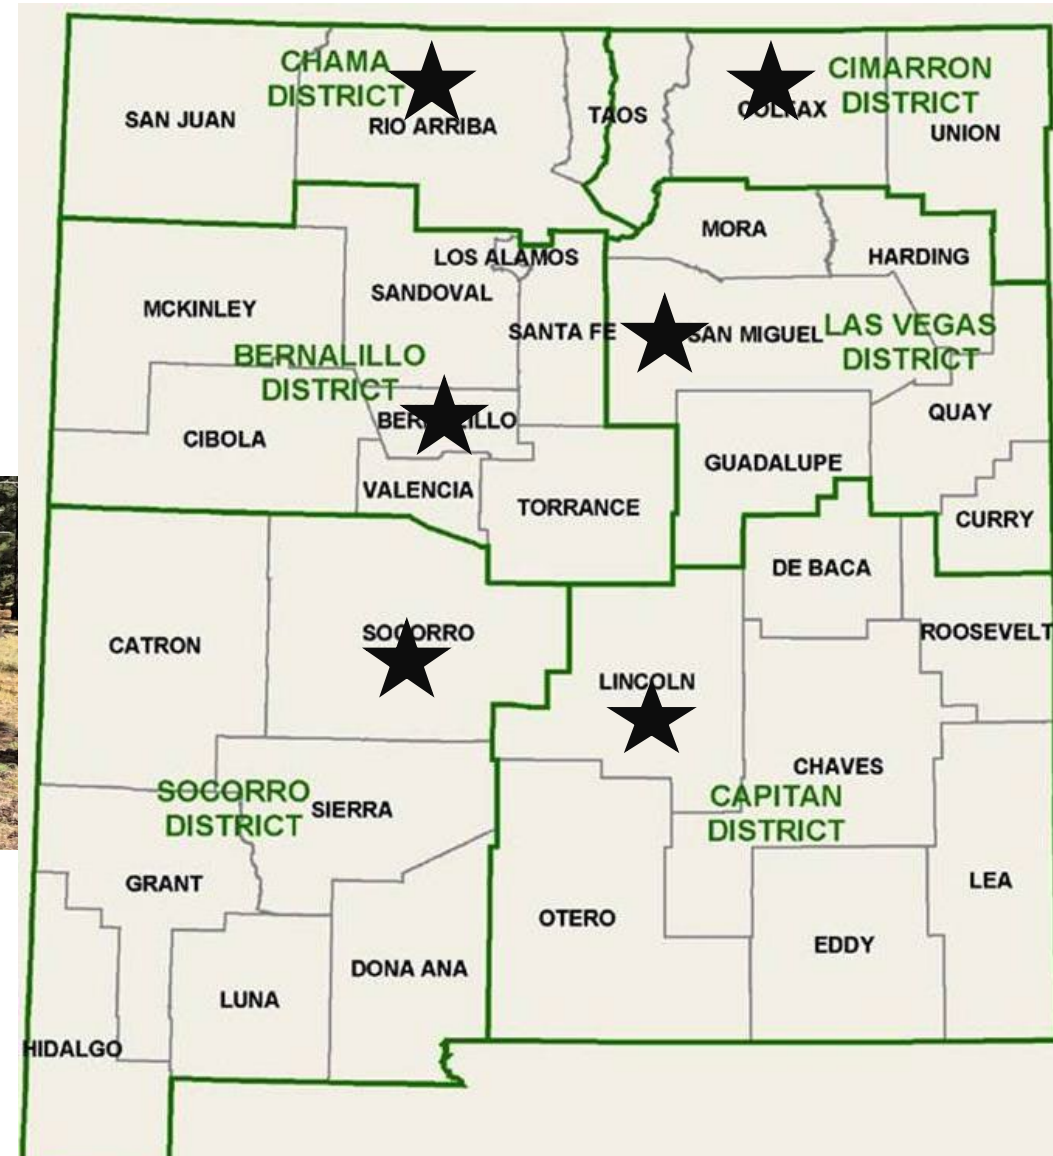 CHAMA
DISTRICT
CIMARRON
DISTRICT
SAN JUAN
RIO ARRIBA
TAOS
COLFAX
UNION
MORA
HARDING
LOS ALAMOS
SANDOVAL
MCKINLEY
SANTA FE
SAN MIGUEL
LAS VEGAS
DISTRICT
BERNALILLO
DISTRICT
BERNALILLO
QUAY
CIBOLA
GUADALUPE
VALENCIA
TORRANCE
CURRY
DE BACA
CATRON
SOCORRO
ROOSEVELT
LINCOLN
CHAVES
SOCORRO
DISTRICT
SIERRA
CAPITAN
DISTRICT
GRANT
LEA
OTERO
EDDY
DONA ANA
LUNA
HIDALGO